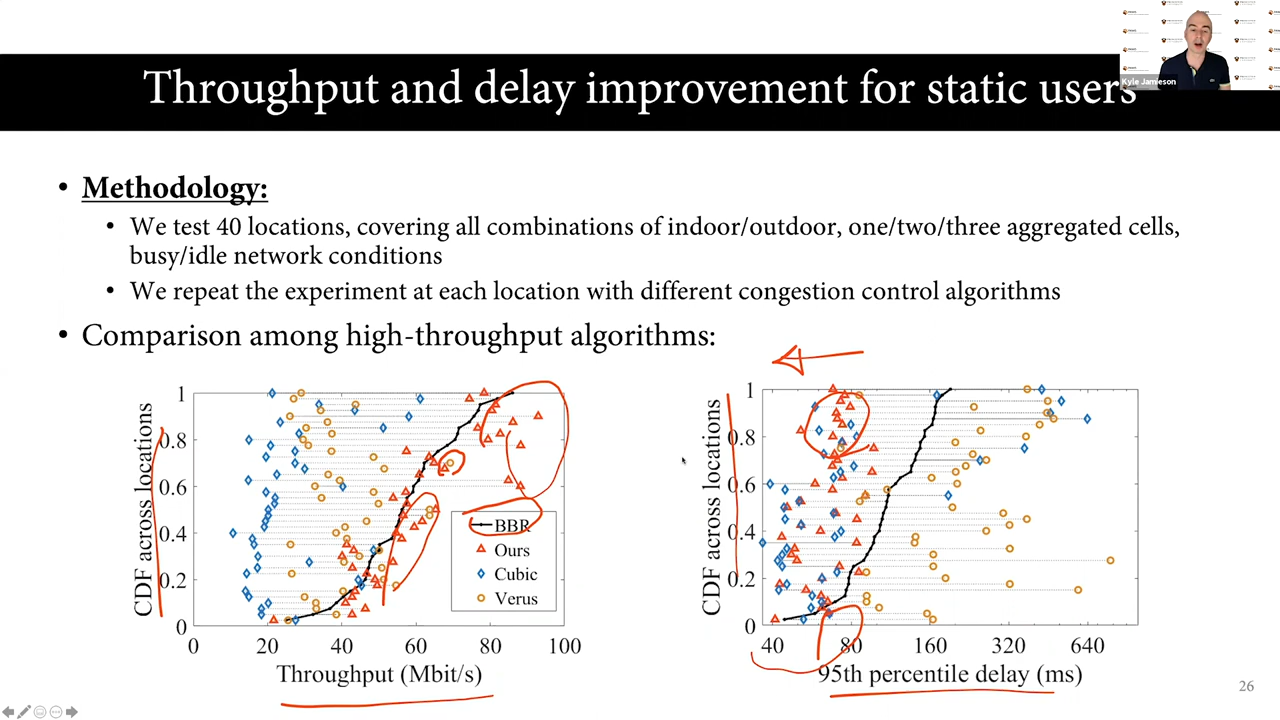 Kyle Jamieson
Throughput and delay improvement for static users
• Methodology:
• We test 40 locations, covering all combinations of indoor/outdoor, one/two/three aggregated cells,
busy/idle network conditions
• We repeat the experiment at each location with different congestion control algorithms
• Comparison among high-throughput algorithms:
CDF across locations
1
0.8
0.6
0.4
0.2
0
0 20 40 60 80 100
Throughput (Mbit/s)
BBR
Ours
Cubic
Verus
CDF across locations
1
0.8
0.6
0.4
0.2
0
40 80 160 320 640
95th percentile delay (ms)
26